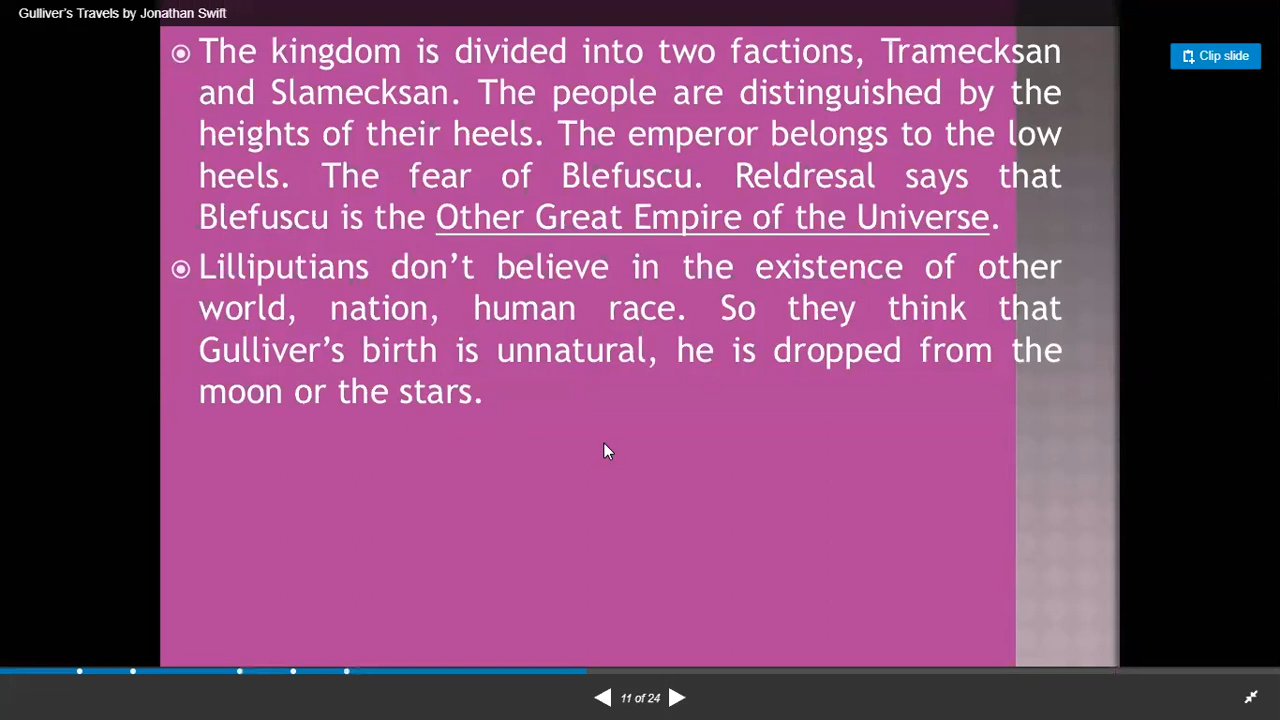 Gulliver's Travels by Jonathan Swift
Clip slide
The kingdom is divided into two factions, Tramecksan
and Slamecksan. The people are distinguished by the
heights of their heels. The emperor belongs to the low
heels. The fear of Blefuscu. Reldresal says that
Blefuscu is the Other Great Empire of the Universe.
Lilliputians don't believe in the existence of other
world, nation, human race. So they think that
Gulliver's birth is unnatural, he is dropped from the
moon or the stars.
11 of 24